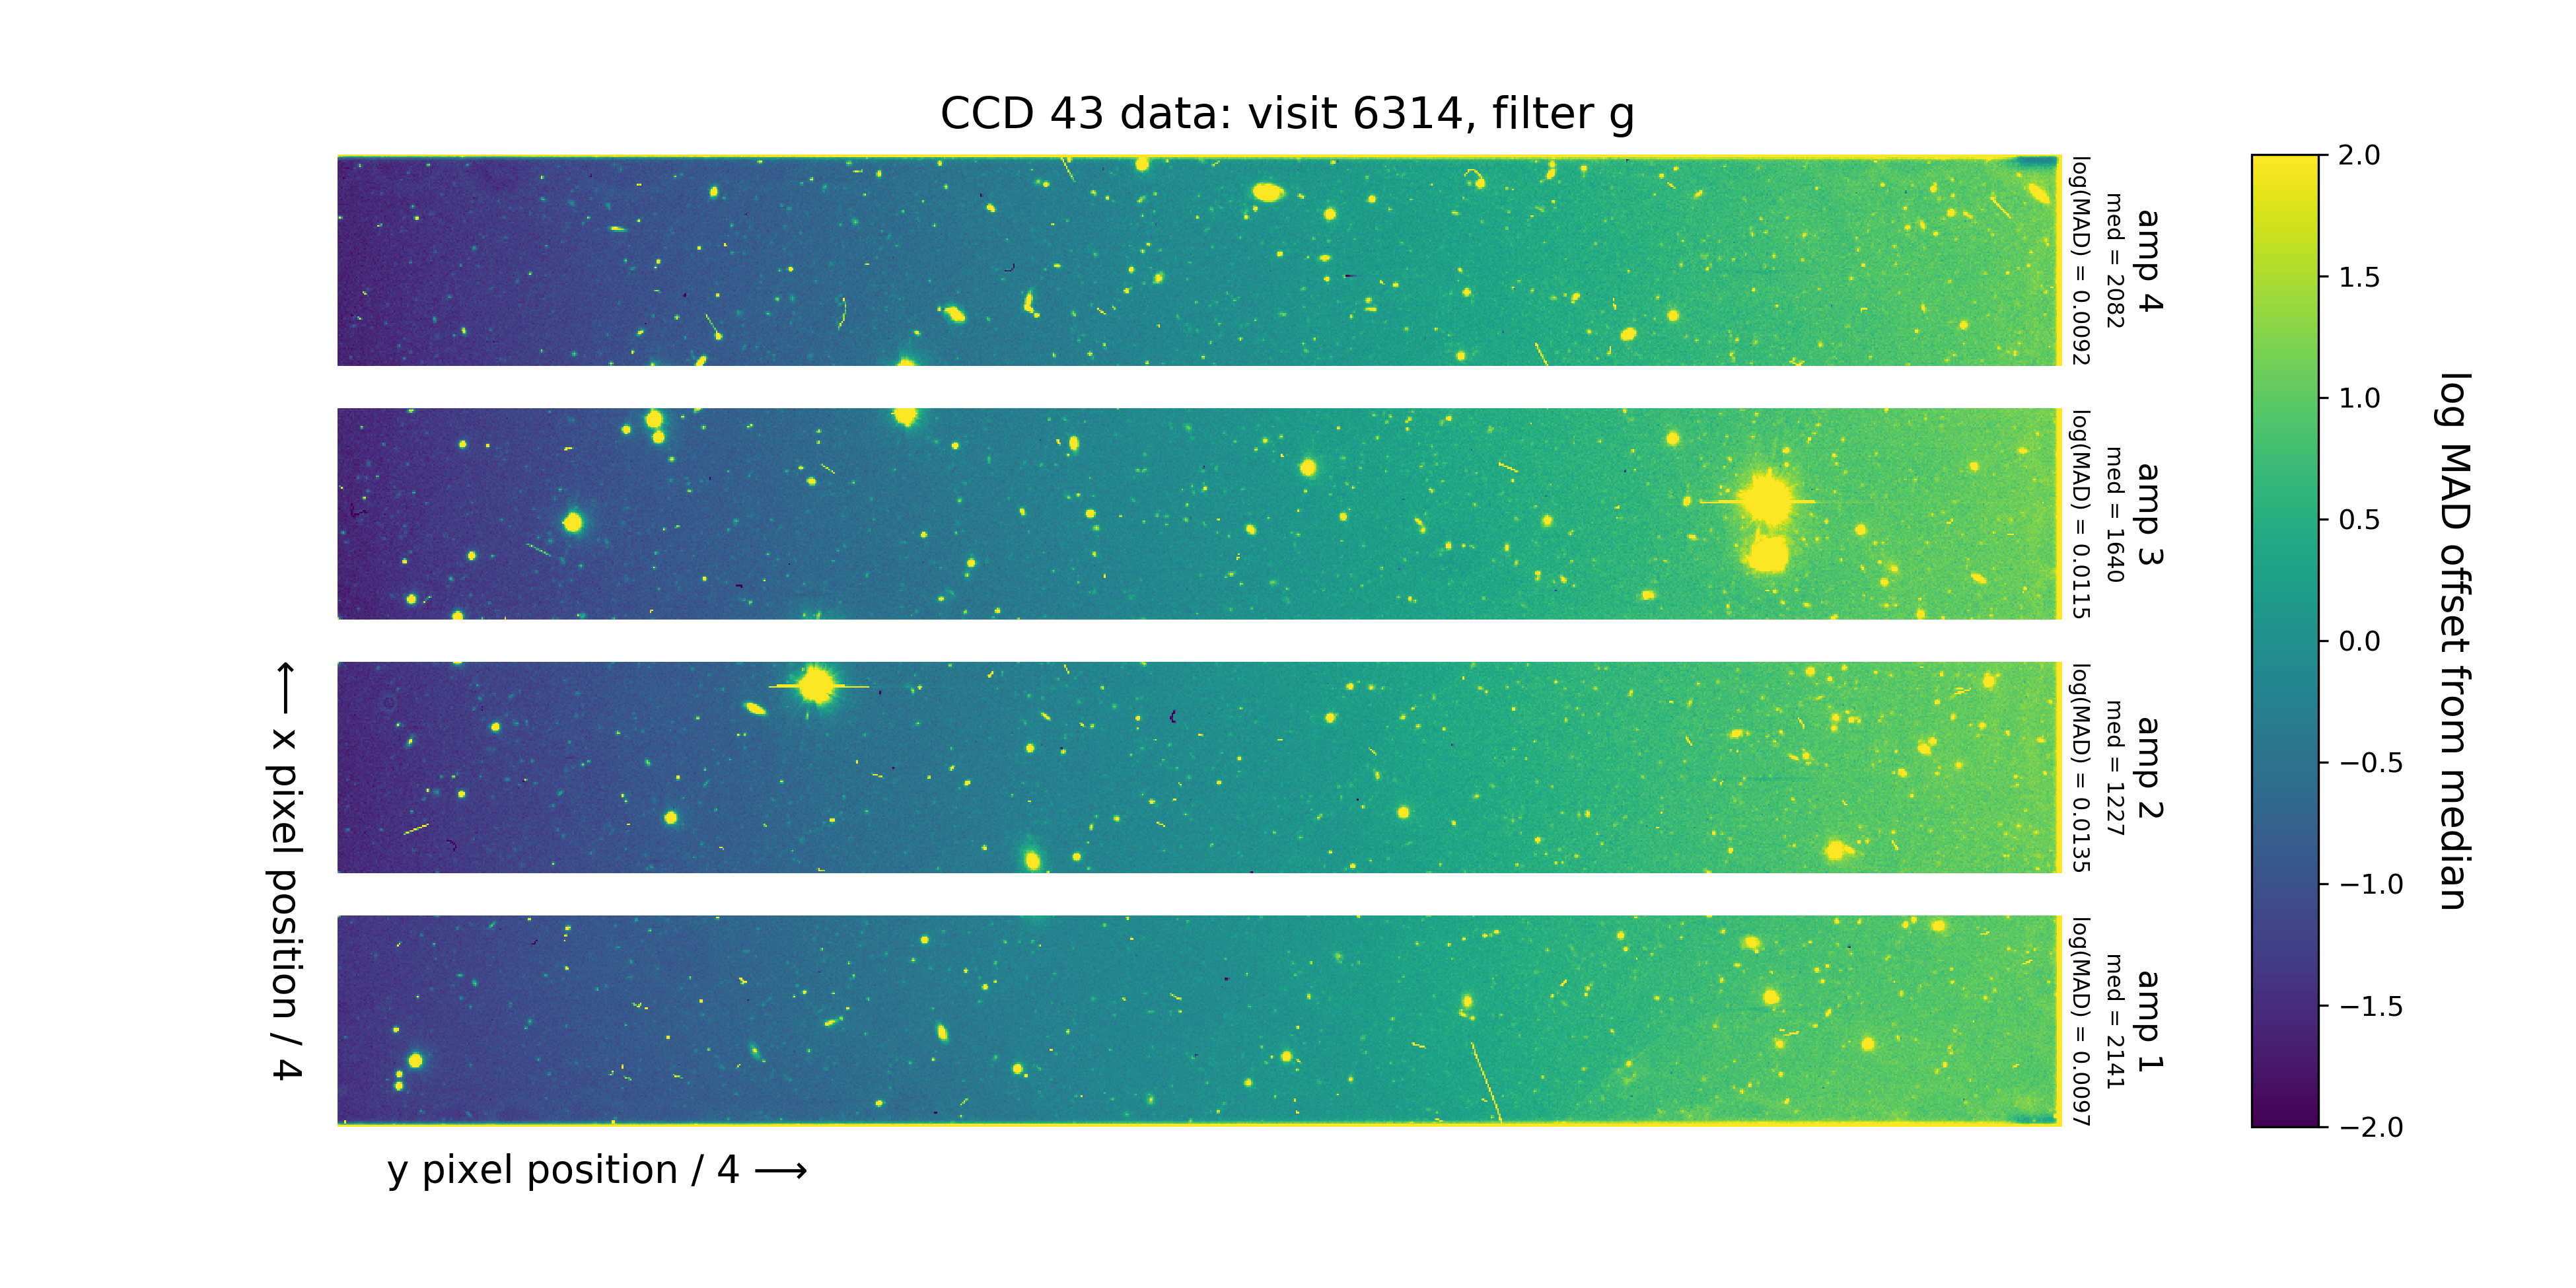 CCD 43 data: visit 6314, filter g
amp 4
med = 2082
log(MAD) = 0.0092
amp 3
med = 1640
log(MAD) = 0.0115
amp 2
med = 1227
log(MAD) = 0.0135
amp 1
med = 2141
log(MAD) = 0.0097
⟵ x pixel position / 4
y pixel position / 4 ⟶
2.0
1.5
1.0
0.5
0.0
−0.5
−1.0
−1.5
−2.0
log MAD offset from median